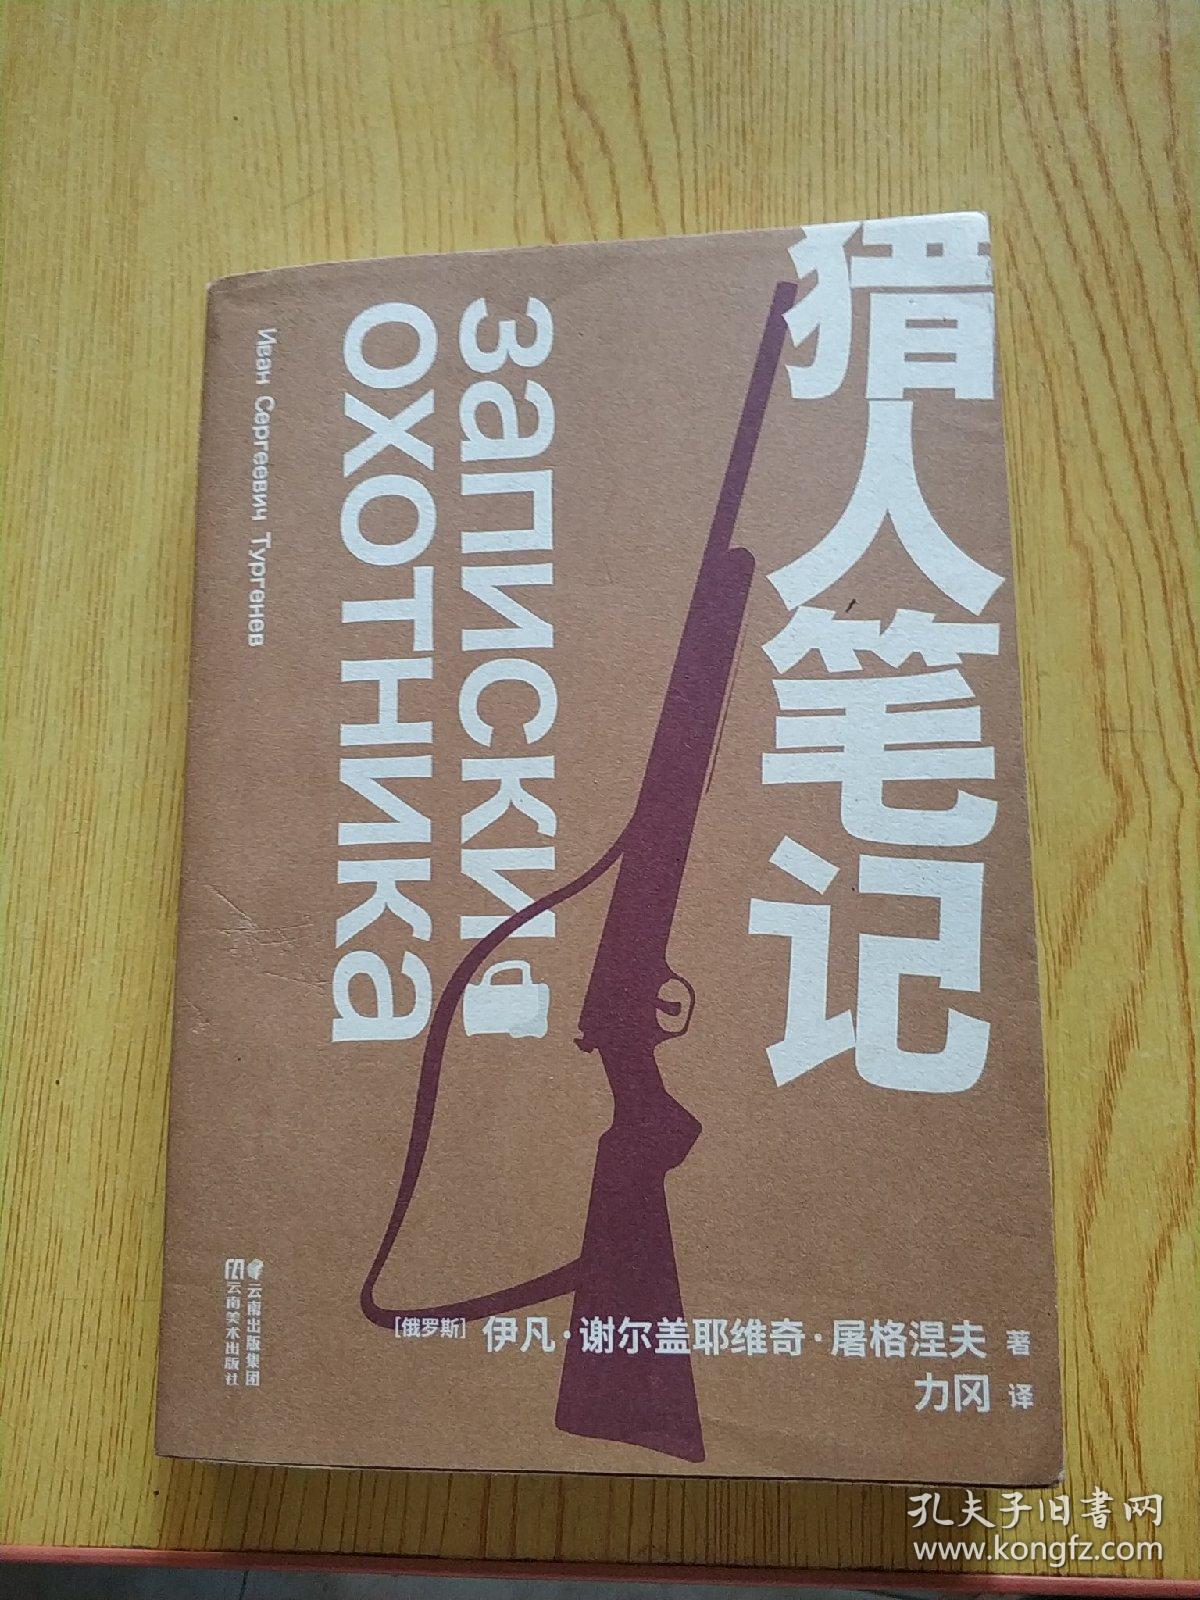 猎人笔记
записки
охотника
Иван Сергеевич Тургенев
[俄罗斯] 伊凡·谢尔盖耶维奇·屠格涅夫 著
力冈 译
云南出版集团
云南美术出版社
孔夫子旧书网
www.kongfz.com